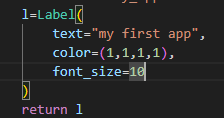 l=Label(
text="my first app",
color=(1,1,1,1),
font_size=10
)
return l